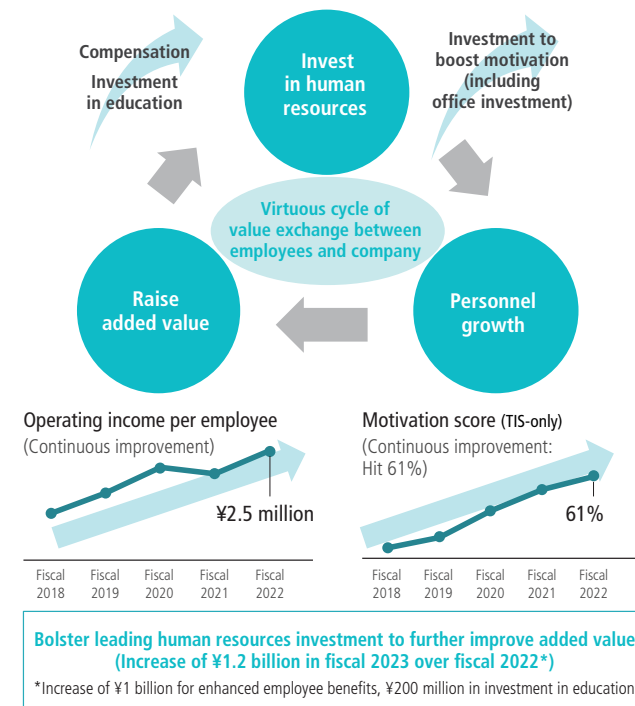 Compensation
Investment
in education
Invest
in human
resources
Investment to
boost motivation
(including
office investment)
Virtuous cycle of
value exchange between
employees and company
Raise
added value
Personnel
growth
Operating income per employee
(Continuous improvement)
¥2.5 million
Fiscal
2018
Fiscal
2019
Fiscal
2020
Fiscal
2021
Fiscal
2022
Motivation score (TIS-only)
(Continuous improvement:
Hit 61%)
61%
Fiscal
2018
Fiscal
2019
Fiscal
2020
Fiscal
2021
Fiscal
2022
Bolster leading human resources investment to further improve added value
(Increase of ¥1.2 billion in fiscal 2023 over fiscal 2022*)
*Increase of ¥1 billion for enhanced employee benefits, ¥200 million in investment in education